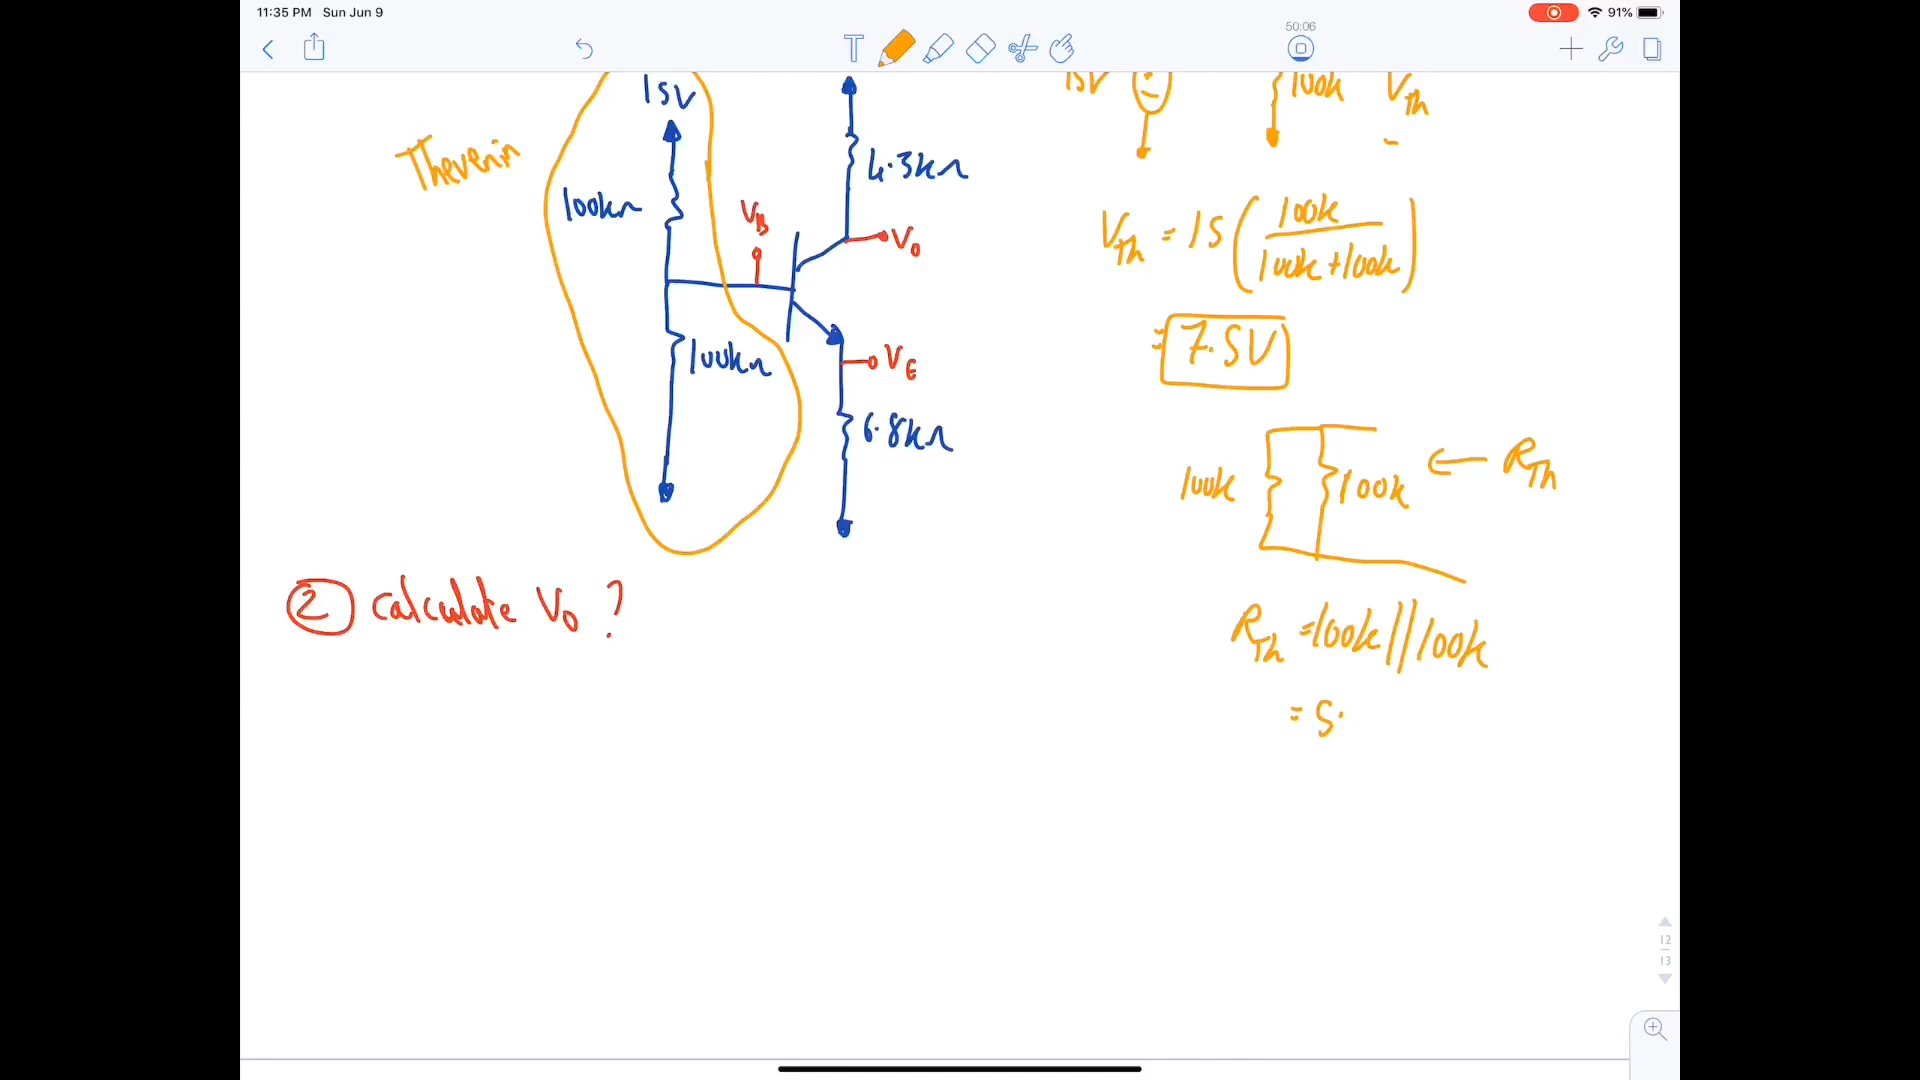 11:35 PM Sun Jun 9
91%
50:06
T
15V
Thevenin
100kΩ
4.3kΩ
VB
Vo
100kΩ
VE
6.8kΩ
② Calculate Vo ?
15V
100k
VTh
VTh = 15 (100k / 100k+100k)
= 7.5V
100k
100k
← RTh
RTh = 100k // 100k
= 5.
12
13